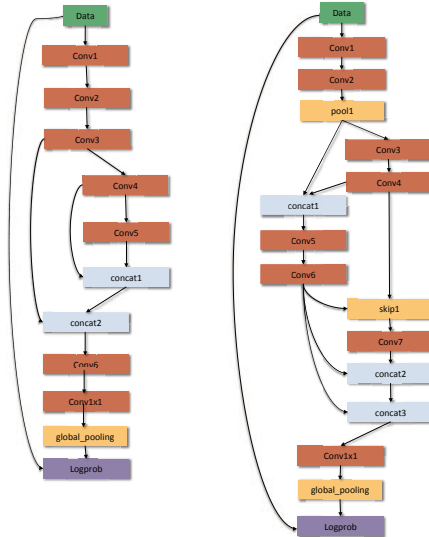 Data
Conv1
Conv2
Conv3
Conv4
Conv5
concat1
concat2
Conv6
Conv1x1
global_pooling
Logprob
Data
Conv1
Conv2
pool1
Conv3
Conv4
concat1
Conv5
Conv6
skip1
Conv7
concat2
concat3
Conv1x1
global_pooling
Logprob